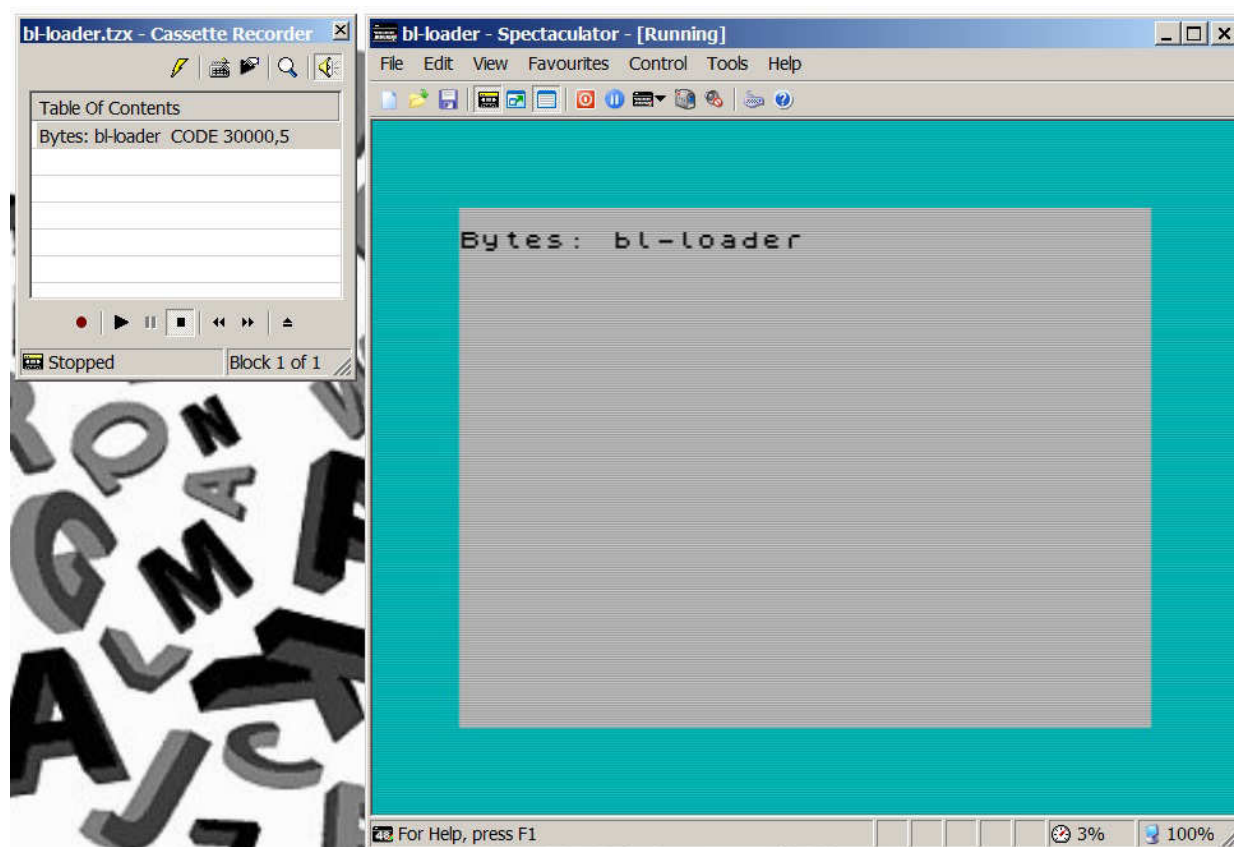 bl-loader.tzx - Cassette Recorder
Table Of Contents
Bytes: bl-loader CODE 30000,5
Stopped
Block 1 of 1
bl-loader - Spectaculator - [Running]
File Edit View Favourites Control Tools Help
Bytes: bl-loader
48 For Help, press F1
3%
100%
R
O
N
A
G
M
L
A
K
J
C